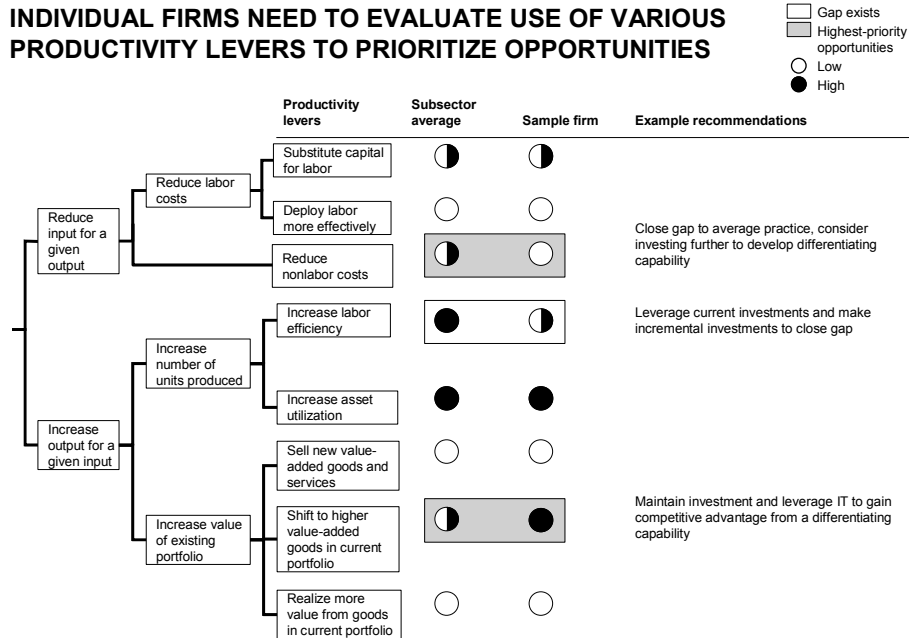 INDIVIDUAL FIRMS NEED TO EVALUATE USE OF VARIOUS
PRODUCTIVITY LEVERS TO PRIORITIZE OPPORTUNITIES
Gap exists
Highest-priority
opportunities
Low
High
Productivity
levers
Subsector
average
Sample firm
Example recommendations
Substitute capital
for labor
Reduce labor
costs
Deploy labor
more effectively
Reduce
input for a
given
output
Reduce
nonlabor costs
Close gap to average practice, consider
investing further to develop differentiating
capability
Increase labor
efficiency
Leverage current investments and make
incremental investments to close gap
Increase
number of
units produced
Increase asset
utilization
Increase
output for a
given input
Sell new value-
added goods and
services
Increase value
of existing
portfolio
Shift to higher
value-added
goods in current
portfolio
Maintain investment and leverage IT to gain
competitive advantage from a differentiating
capability
Realize more
value from goods
in current portfolio